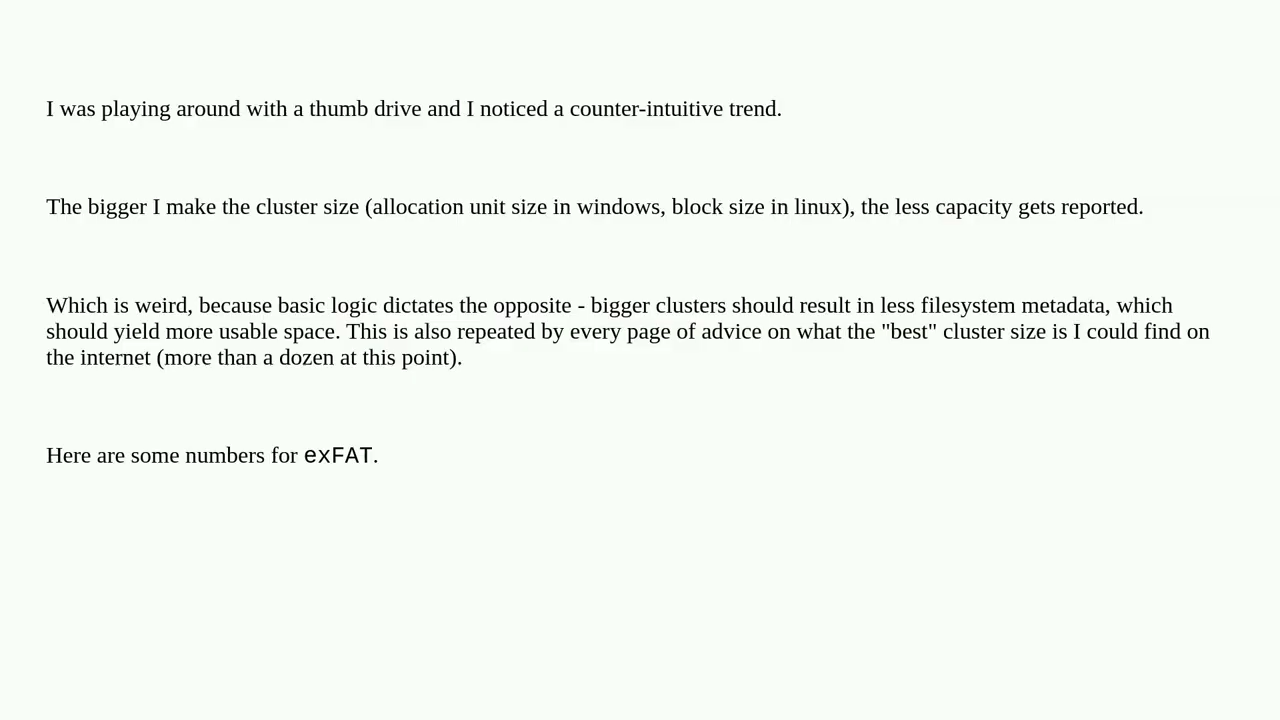 I was playing around with a thumb drive and I noticed a counter-intuitive trend.
The bigger I make the cluster size (allocation unit size in windows, block size in linux), the less capacity gets reported.
Which is weird, because basic logic dictates the opposite - bigger clusters should result in less filesystem metadata, which
should yield more usable space. This is also repeated by every page of advice on what the "best" cluster size is I could find on
the internet (more than a dozen at this point).
Here are some numbers for exFAT.